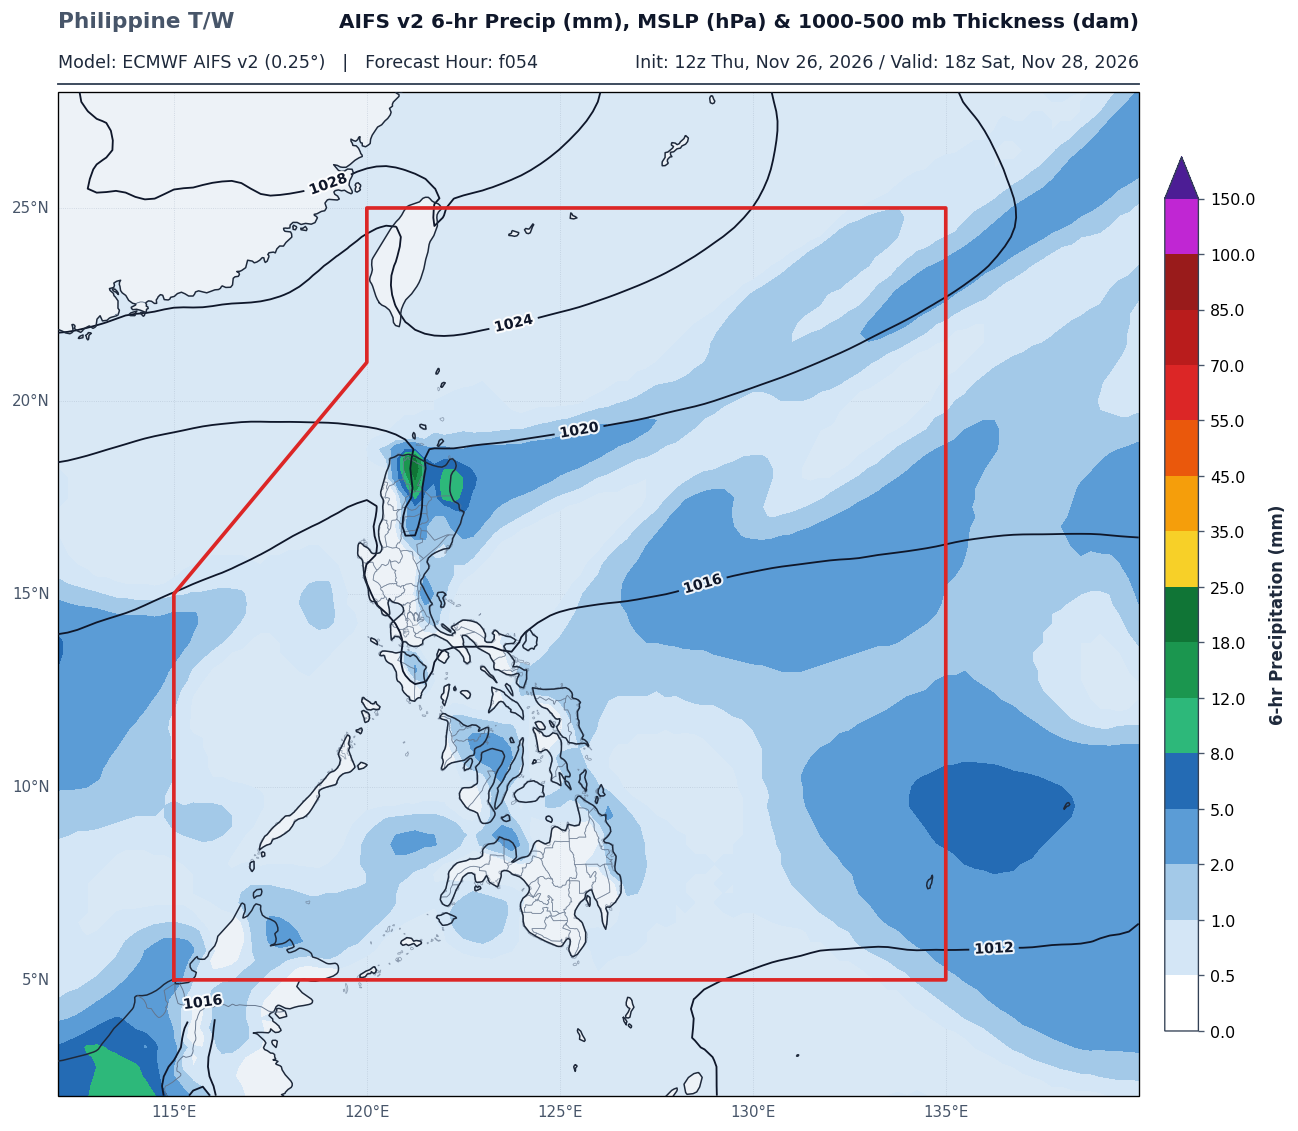 Philippine T/W
AIFS v2 6-hr Precip (mm), MSLP (hPa) & 1000-500 mb Thickness (dam)
Model: ECMWF AIFS v2 (0.25°) | Forecast Hour: f054
Init: 12z Thu, Nov 26, 2026 / Valid: 18z Sat, Nov 28, 2026
25°N
20°N
15°N
10°N
5°N
115°E
120°E
125°E
130°E
135°E
1028
1024
1020
1016
1012
1016
150.0
100.0
85.0
70.0
55.0
45.0
35.0
25.0
18.0
12.0
8.0
5.0
2.0
1.0
0.5
0.0
6-hr Precipitation (mm)